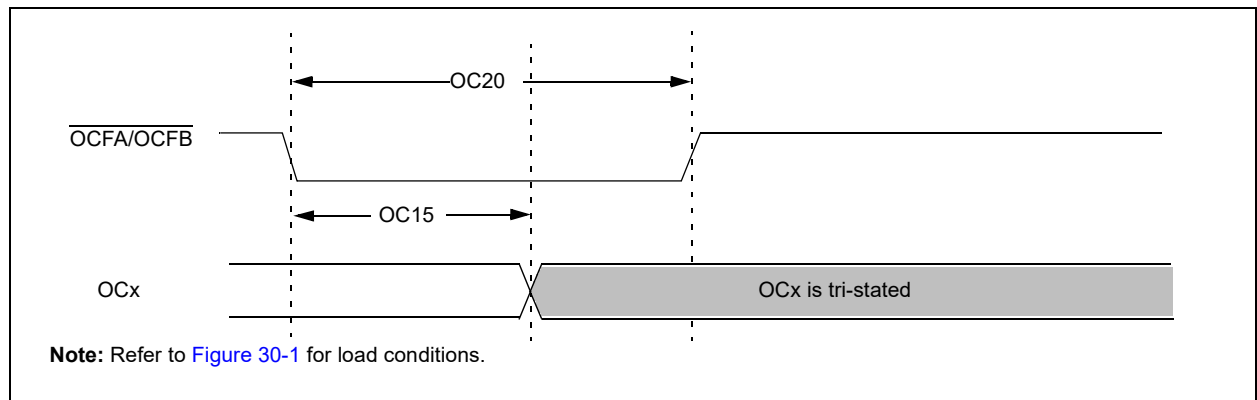 OC20
OCFA/OCFB
OC15
OCx
OCx is tri-stated
Note: Refer to Figure 30-1 for load conditions.